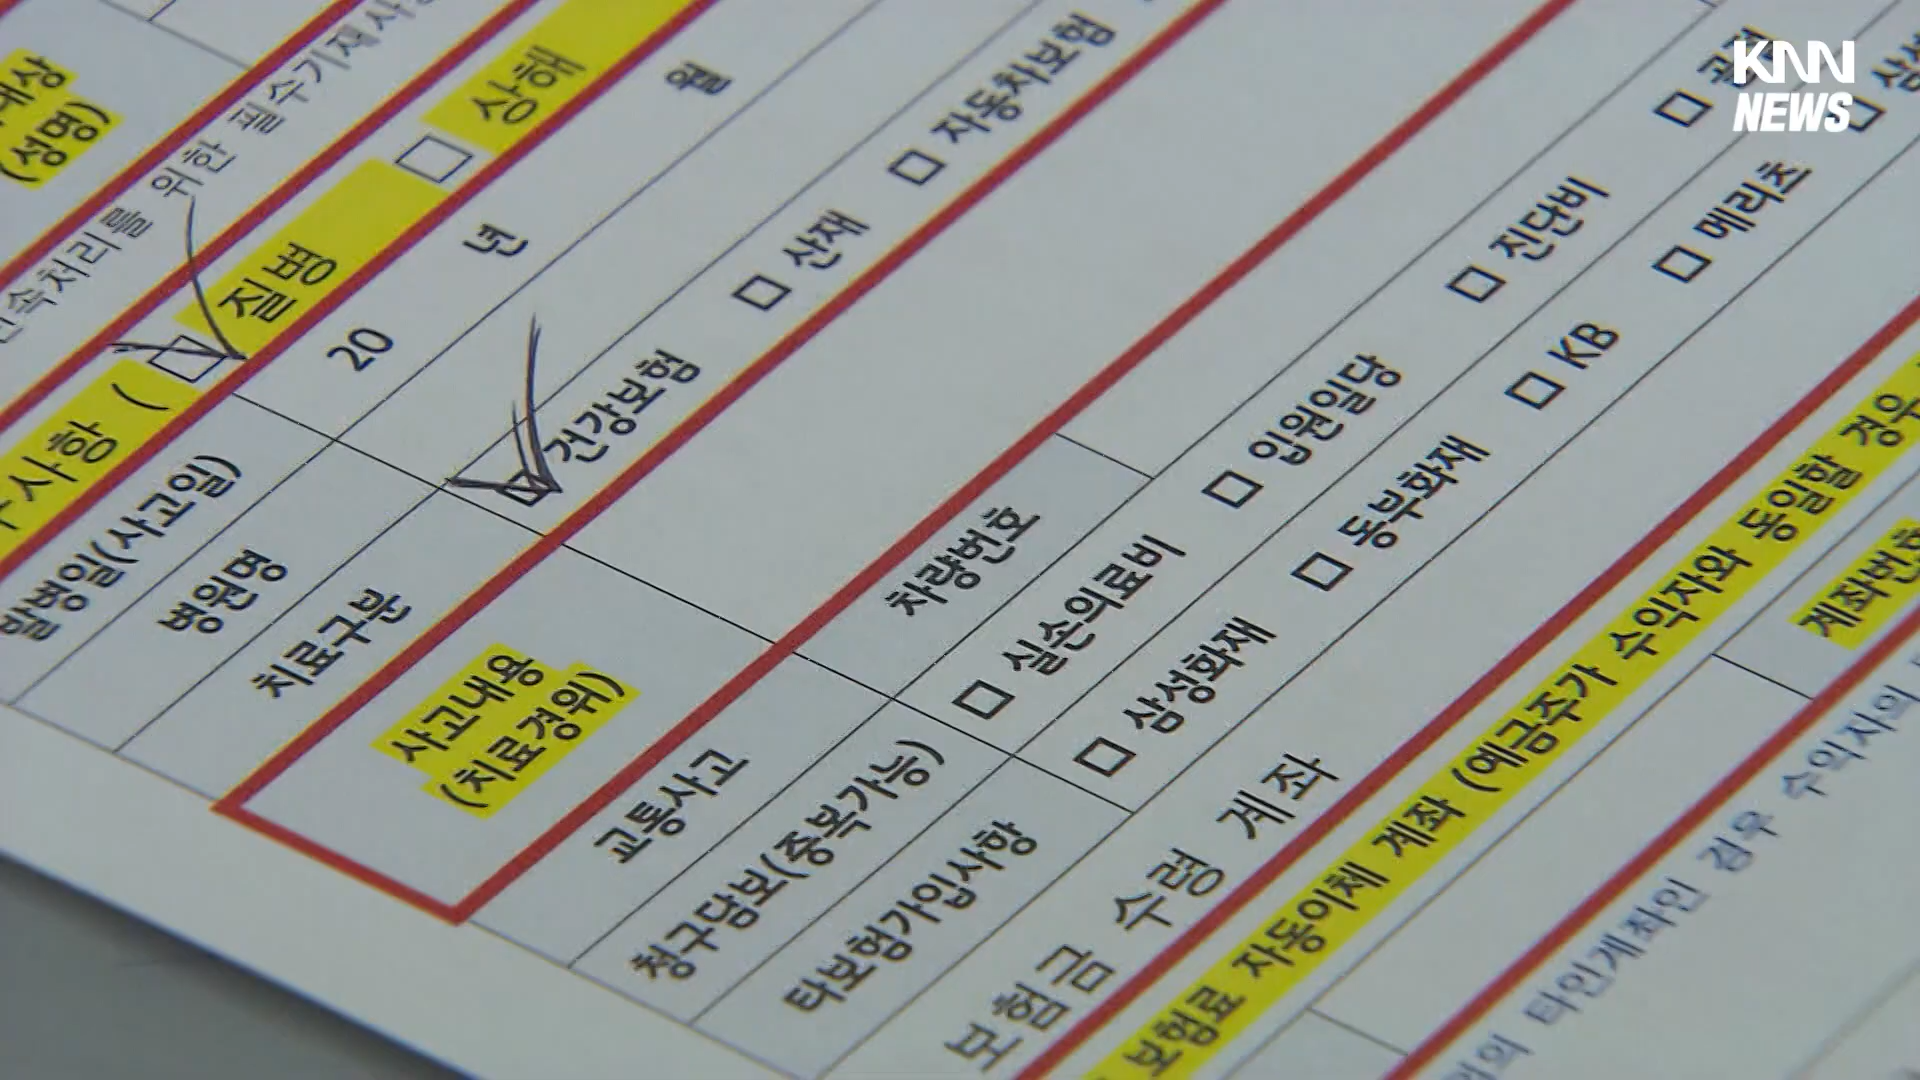 KNN
NEWS
(성명)
신속처리를 위한 필수기재사항
( □ 질병 □ 상해
발병일(사고일) 20 년 월
병원명
치료구분 □ 건강보험 □ 산재 □ 자동차보험
사고내용
(치료경위)
교통사고 차량번호
청구담보(중복가능) □ 실손의료비 □ 입원일당 □ 진단비
타보험가입사항 □ 삼성화재 □ 동부화재 □ KB □ 메리츠
보험금 수령 계좌
보험료 자동이체 계좌 (예금주가 수익자와 동일할 경우
계좌번호
타인계좌인 경우 수익자의